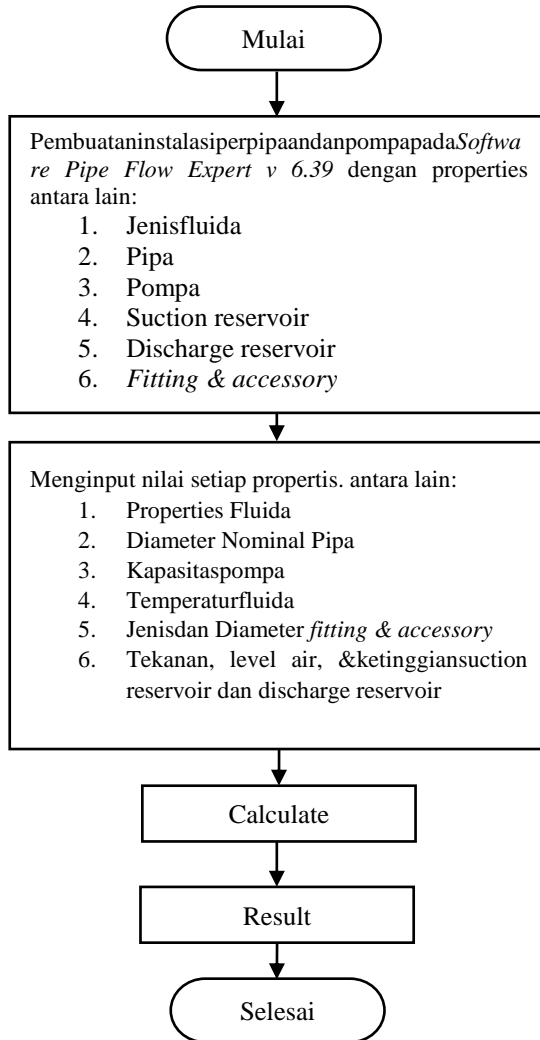 Mulai
Pembuataninstalasiperpipaandanpompapada Softwa
re Pipe Flow Expert v 6.39 dengan properties
antara lain:
1. Jenisfluida
2. Pipa
3. Pompa
4. Suction reservoir
5. Discharge reservoir
6. Fitting & accessory
Menginput nilai setiap propertis. antara lain:
1. Properties Fluida
2. Diameter Nominal Pipa
3. Kapasitaspompa
4. Temperaturfluida
5. Jenisdan Diameter fitting & accessory
6. Tekanan, level air, &ketinggiansuction
reservoir dan discharge reservoir
Calculate
Result
Selesai